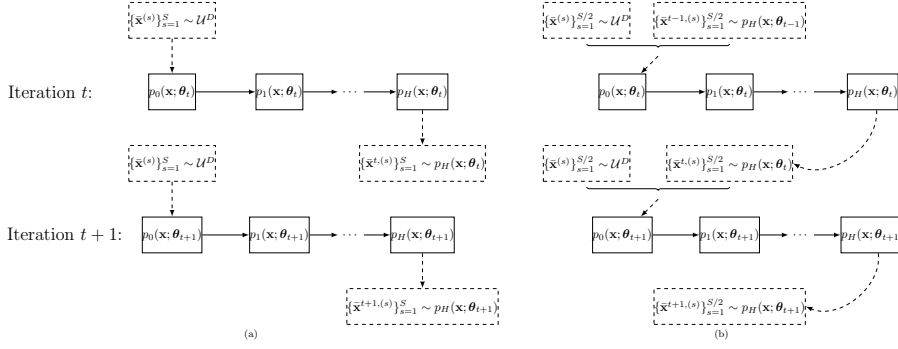 {x̄^(s)}_{s=1}^{S} ∼ 𝒰^D
{x̄^(s)}_{s=1}^{S/2} ∼ 𝒰^D {x̄^{t−1,(s)}}_{s=1}^{S/2} ∼ p_H(x; θ_{t−1})
Iteration t: p_0(x; θ_t) p_1(x; θ_t) ⋯ p_H(x; θ_t)
p_0(x; θ_t) p_1(x; θ_t) ⋯ p_H(x; θ_t)
{x̄^(s)}_{s=1}^{S} ∼ 𝒰^D {x̄^{t,(s)}}_{s=1}^{S} ∼ p_H(x; θ_t)
{x̄^(s)}_{s=1}^{S/2} ∼ 𝒰^D {x̄^{t,(s)}}_{s=1}^{S/2} ∼ p_H(x; θ_t)
Iteration t + 1: p_0(x; θ_{t+1}) p_1(x; θ_{t+1}) ⋯ p_H(x; θ_{t+1})
p_0(x; θ_{t+1}) p_1(x; θ_{t+1}) ⋯ p_H(x; θ_{t+1})
{x̄^{t+1,(s)}}_{s=1}^{S} ∼ p_H(x; θ_{t+1})
{x̄^{t+1,(s)}}_{s=1}^{S/2} ∼ p_H(x; θ_{t+1})
(a) (b)